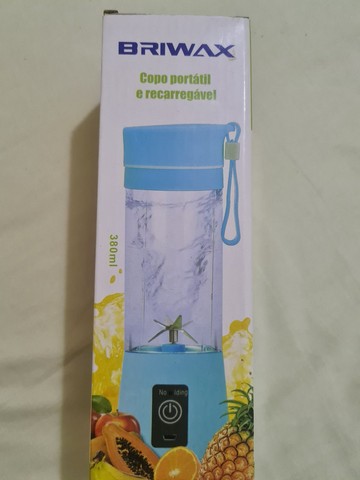 BRIWAX
Copo portátil
e recarregável
380ml